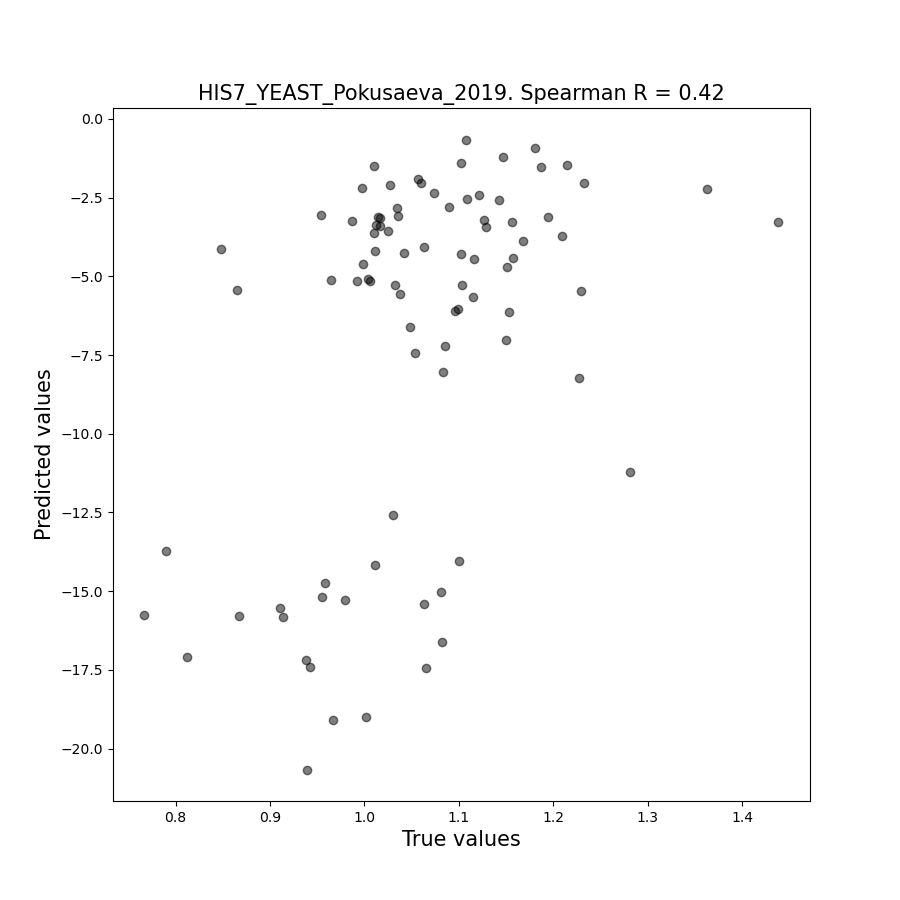 HIS7_YEAST_Pokusaeva_2019. Spearman R = 0.42
0.0
−2.5
−5.0
−7.5
−10.0
−12.5
−15.0
−17.5
−20.0
Predicted values
0.8 0.9 1.0 1.1 1.2 1.3 1.4
True values